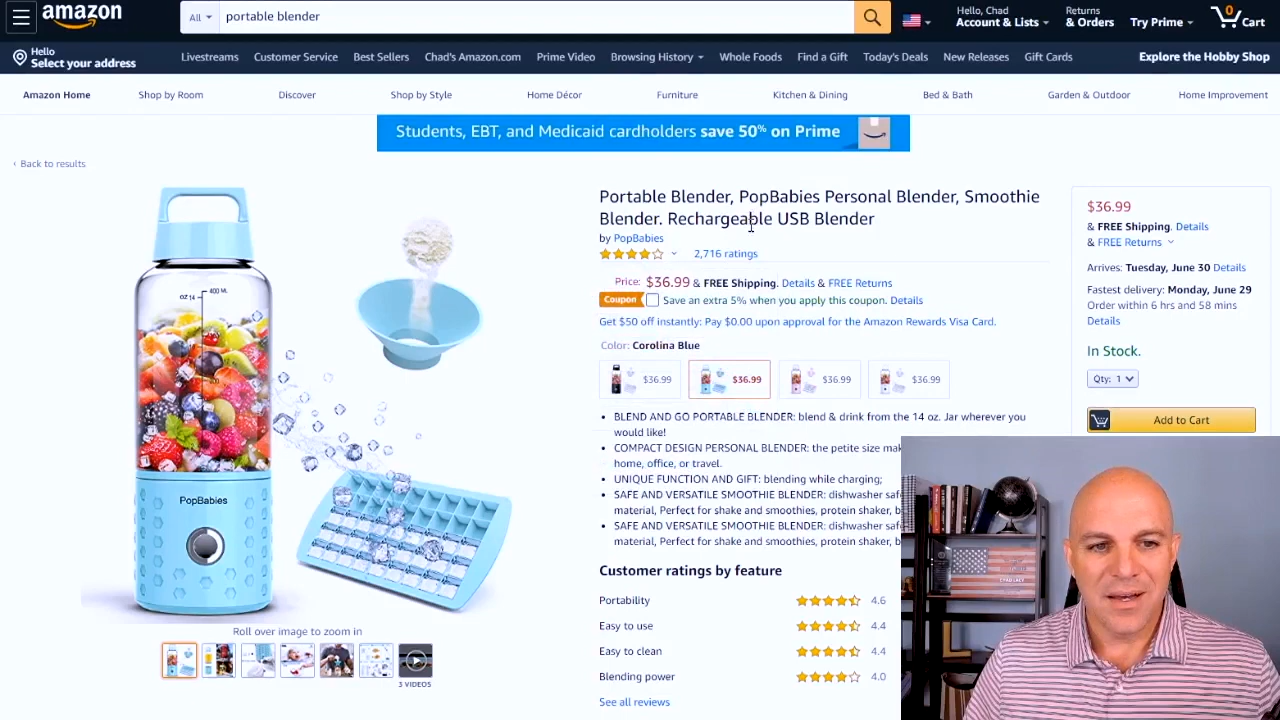 amazon
All
portable blender
Hello, Chad
Account & Lists
Returns
& Orders
Try Prime
0
Cart
Hello
Select your address
Livestreams
Customer Service
Best Sellers
Chad's Amazon.com
Prime Video
Browsing History
Whole Foods
Find a Gift
Today's Deals
New Releases
Gift Cards
Explore the Hobby Shop
Amazon Home
Shop by Room
Discover
Shop by Style
Home Décor
Furniture
Kitchen & Dining
Bed & Bath
Garden & Outdoor
Home Improvement
Students, EBT, and Medicaid cardholders save 50% on Prime
‹ Back to results
OZ 14
400 ML
PopBabies
Roll over image to zoom in
3 VIDEOS
Portable Blender, PopBabies Personal Blender, Smoothie
Blender. Rechargeable USB Blender
by PopBabies
2,716 ratings
Price: $36.99 & FREE Shipping. Details & FREE Returns
Coupon Save an extra 5% when you apply this coupon. Details
Get $50 off instantly: Pay $0.00 upon approval for the Amazon Rewards Visa Card.
Color: Corolina Blue
$36.99
$36.99
$36.99
$36.99
• BLEND AND GO PORTABLE BLENDER: blend & drink from the 14 oz. Jar wherever you
would like!
• COMPACT DESIGN PERSONAL BLENDER: the petite size
home, office, or travel.
• UNIQUE FUNCTION AND GIFT: blending while charging;
• SAFE AND VERSATILE SMOOTHIE BLENDER: dishwasher
material, Perfect for shake and smoothies, protein shaker,
• SAFE AND VERSATILE SMOOTHIE BLENDER: dishwasher
material, Perfect for shake and smoothies, protein shaker,
Customer ratings by feature
Portability 4.6
Easy to use 4.4
Easy to clean 4.4
Blending power 4.0
See all reviews
$36.99
& FREE Shipping. Details
& FREE Returns
Arrives: Tuesday, June 30 Details
Fastest delivery: Monday, June 29
Order within 6 hrs and 58 mins
Details
In Stock.
Qty: 1
Add to Cart